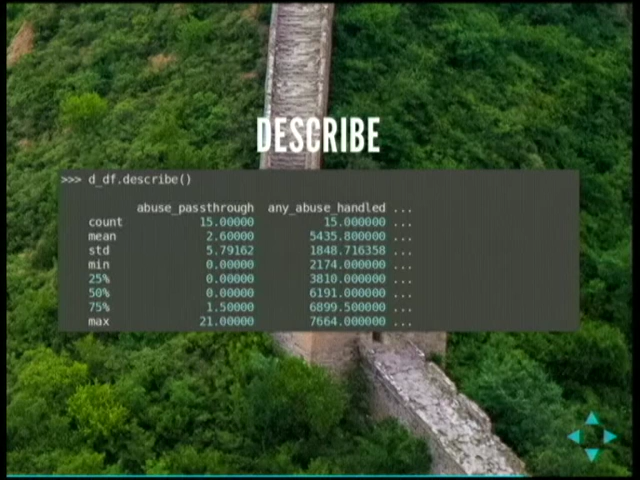 DESCRIBE
>>> d_df.describe()
abuse_passthrough any_abuse_handled ...
count 15.00000 15.000000 ...
mean 2.60000 5435.800000 ...
std 5.79162 1848.716358 ...
min 0.00000 2174.000000 ...
25% 0.00000 3810.000000 ...
50% 0.00000 6191.000000 ...
75% 1.50000 6899.500000 ...
max 21.00000 7664.000000 ...